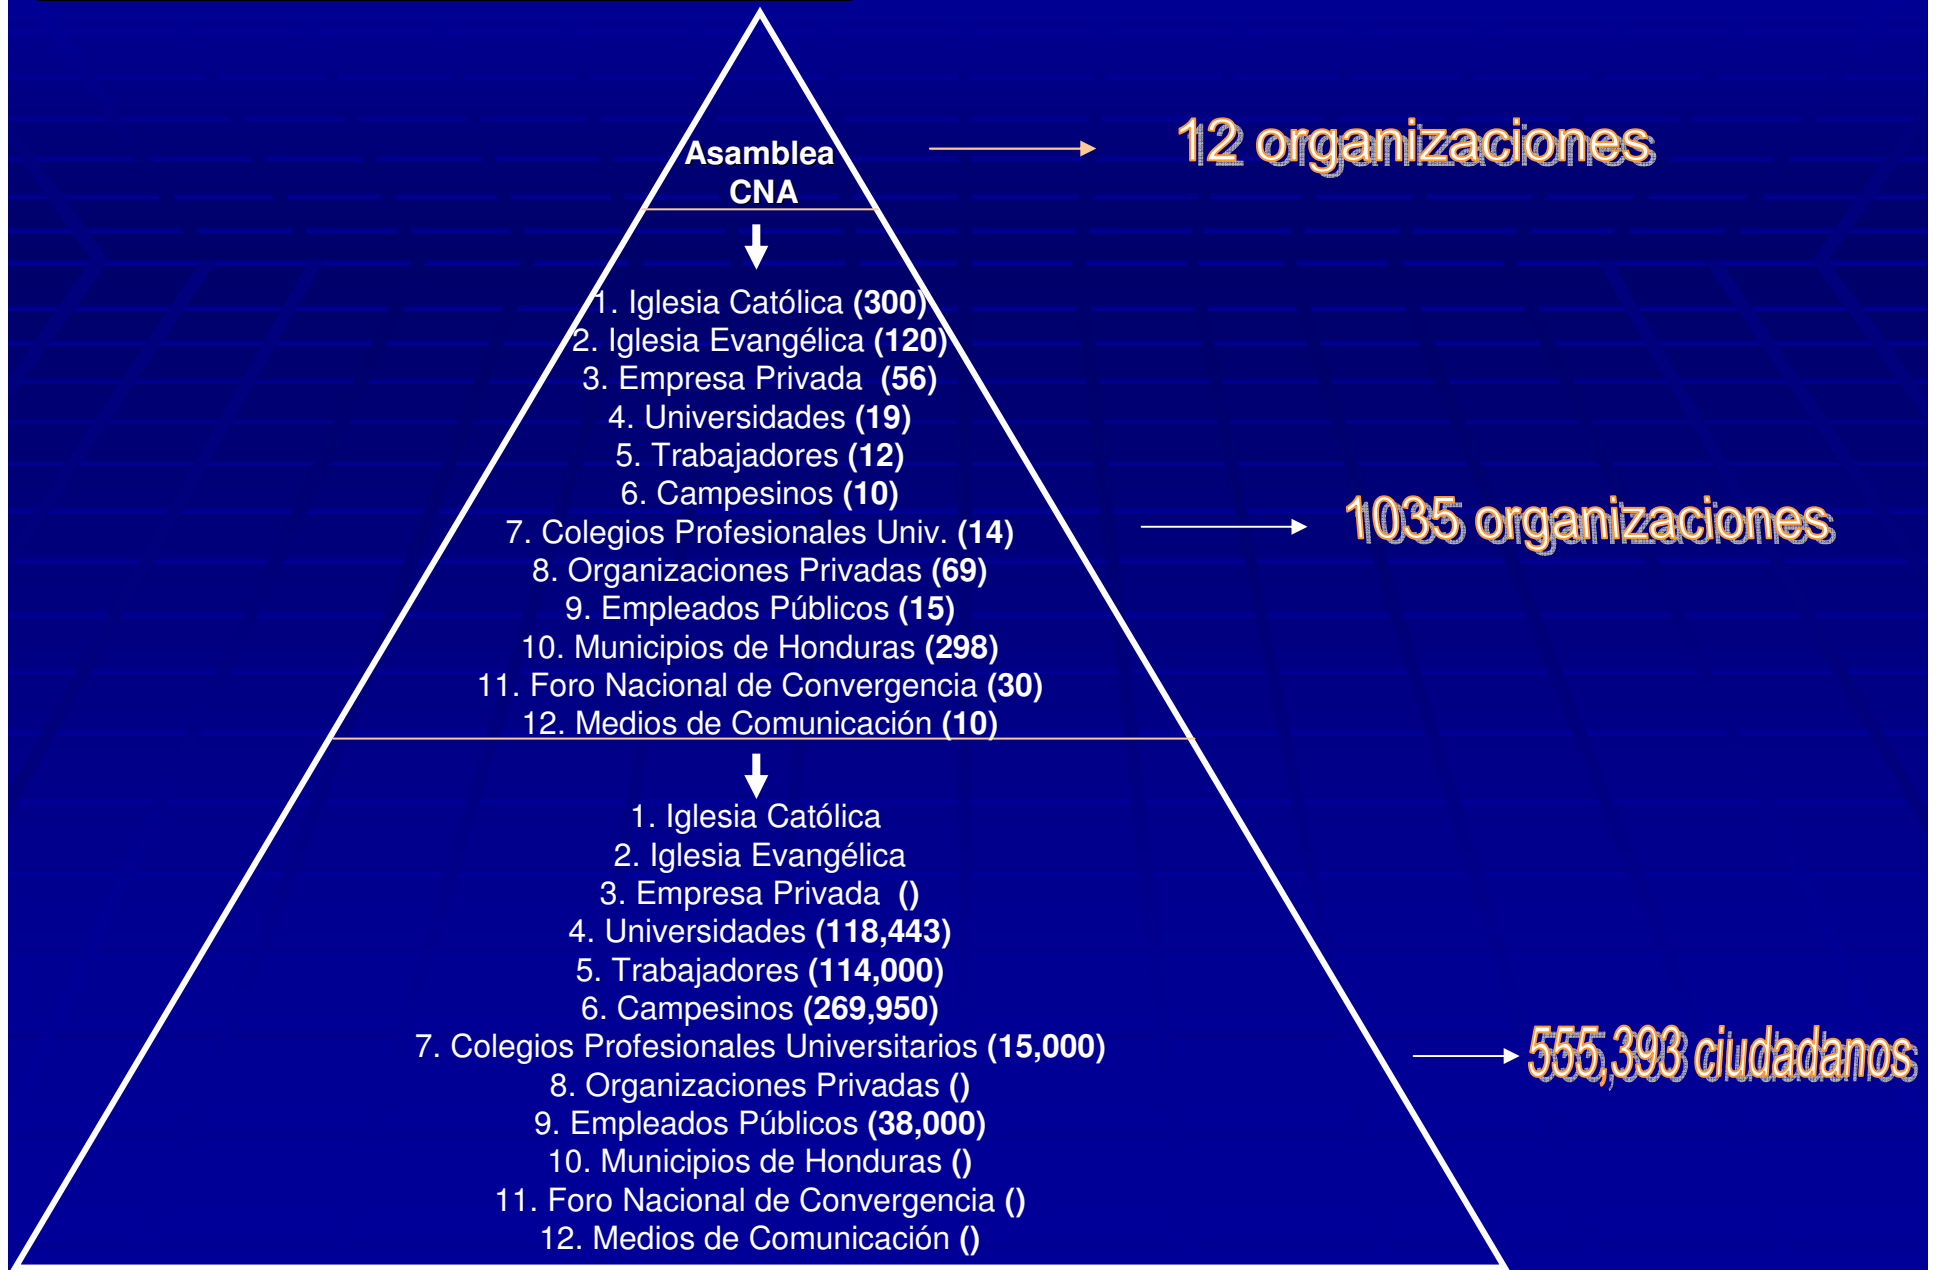 Asamblea
CNA
12 organizaciones
1. Iglesia Católica (300)
2. Iglesia Evangélica (120)
3. Empresa Privada (56)
4. Universidades (19)
5. Trabajadores (12)
6. Campesinos (10)
7. Colegios Profesionales Univ. (14)
8. Organizaciones Privadas (69)
9. Empleados Públicos (15)
10. Municipios de Honduras (298)
11. Foro Nacional de Convergencia (30)
12. Medios de Comunicación (10)
1035 organizaciones
1. Iglesia Católica
2. Iglesia Evangélica
3. Empresa Privada ()
4. Universidades (118,443)
5. Trabajadores (114,000)
6. Campesinos (269,950)
7. Colegios Profesionales Universitarios (15,000)
8. Organizaciones Privadas ()
9. Empleados Públicos (38,000)
10. Municipios de Honduras ()
11. Foro Nacional de Convergencia ()
12. Medios de Comunicación ()
555,393 ciudadanos